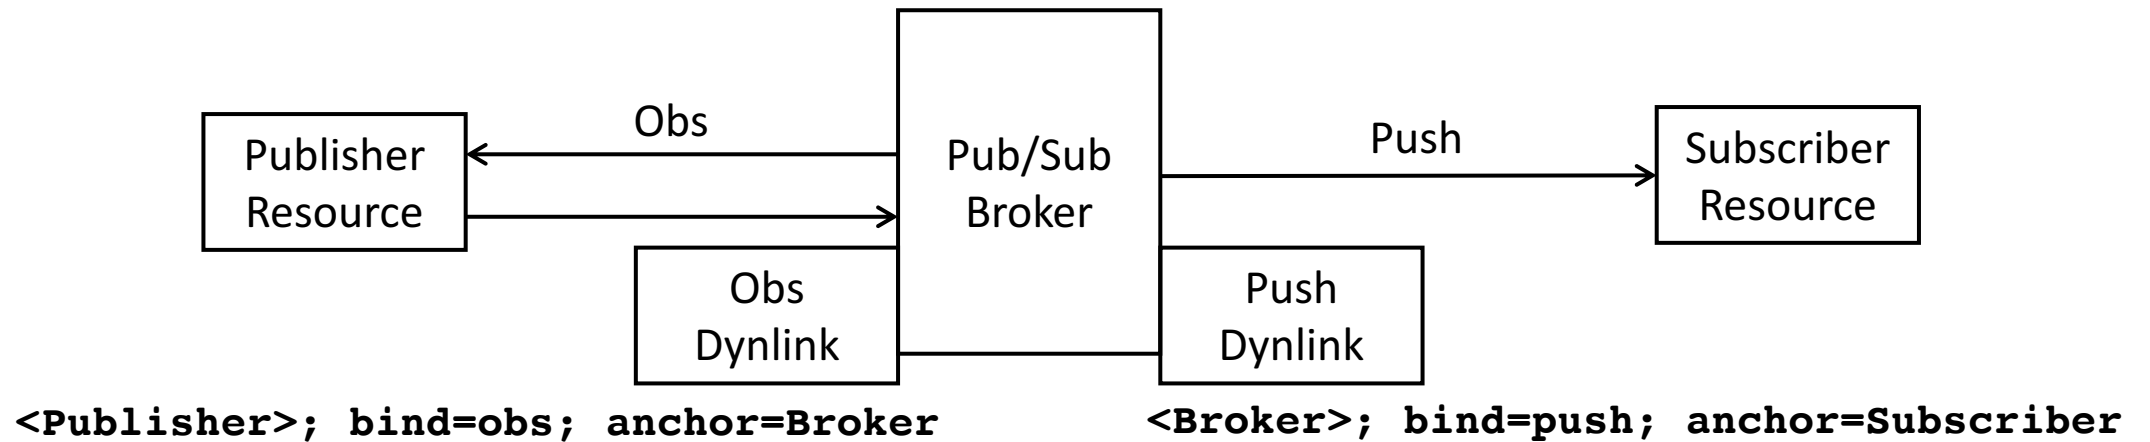 Publisher
Resource
Obs
Pub/Sub
Broker
Push
Subscriber
Resource
Obs
Dynlink
Push
Dynlink
<Publisher>; bind=obs; anchor=Broker
<Broker>; bind=push; anchor=Subscriber